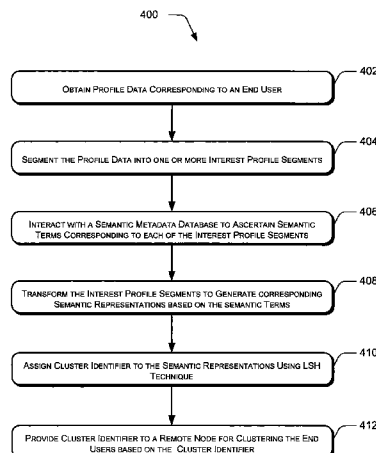 400
402
OBTAIN PROFILE DATA CORRESPONDING TO AN END USER
404
SEGMENT THE PROFILE DATA INTO ONE OR MORE INTEREST PROFILE SEGMENTS
406
INTERACT WITH A SEMANTIC METADATA DATABASE TO ASCERTAIN SEMANTIC
TERMS CORRESPONDING TO EACH OF THE INTEREST PROFILE SEGMENTS
408
TRANSFORM THE INTEREST PROFILE SEGMENTS TO GENERATE CORRESPONDING
SEMANTIC REPRESENTATIONS BASED ON THE SEMANTIC TERMS
410
ASSIGN CLUSTER IDENTIFIER TO THE SEMANTIC REPRESENTATIONS USING LSH
TECHNIQUE
412
PROVIDE CLUSTER IDENTIFIER TO A REMOTE NODE FOR CLUSTERING THE END
USERS BASED ON THE CLUSTER IDENTIFIER